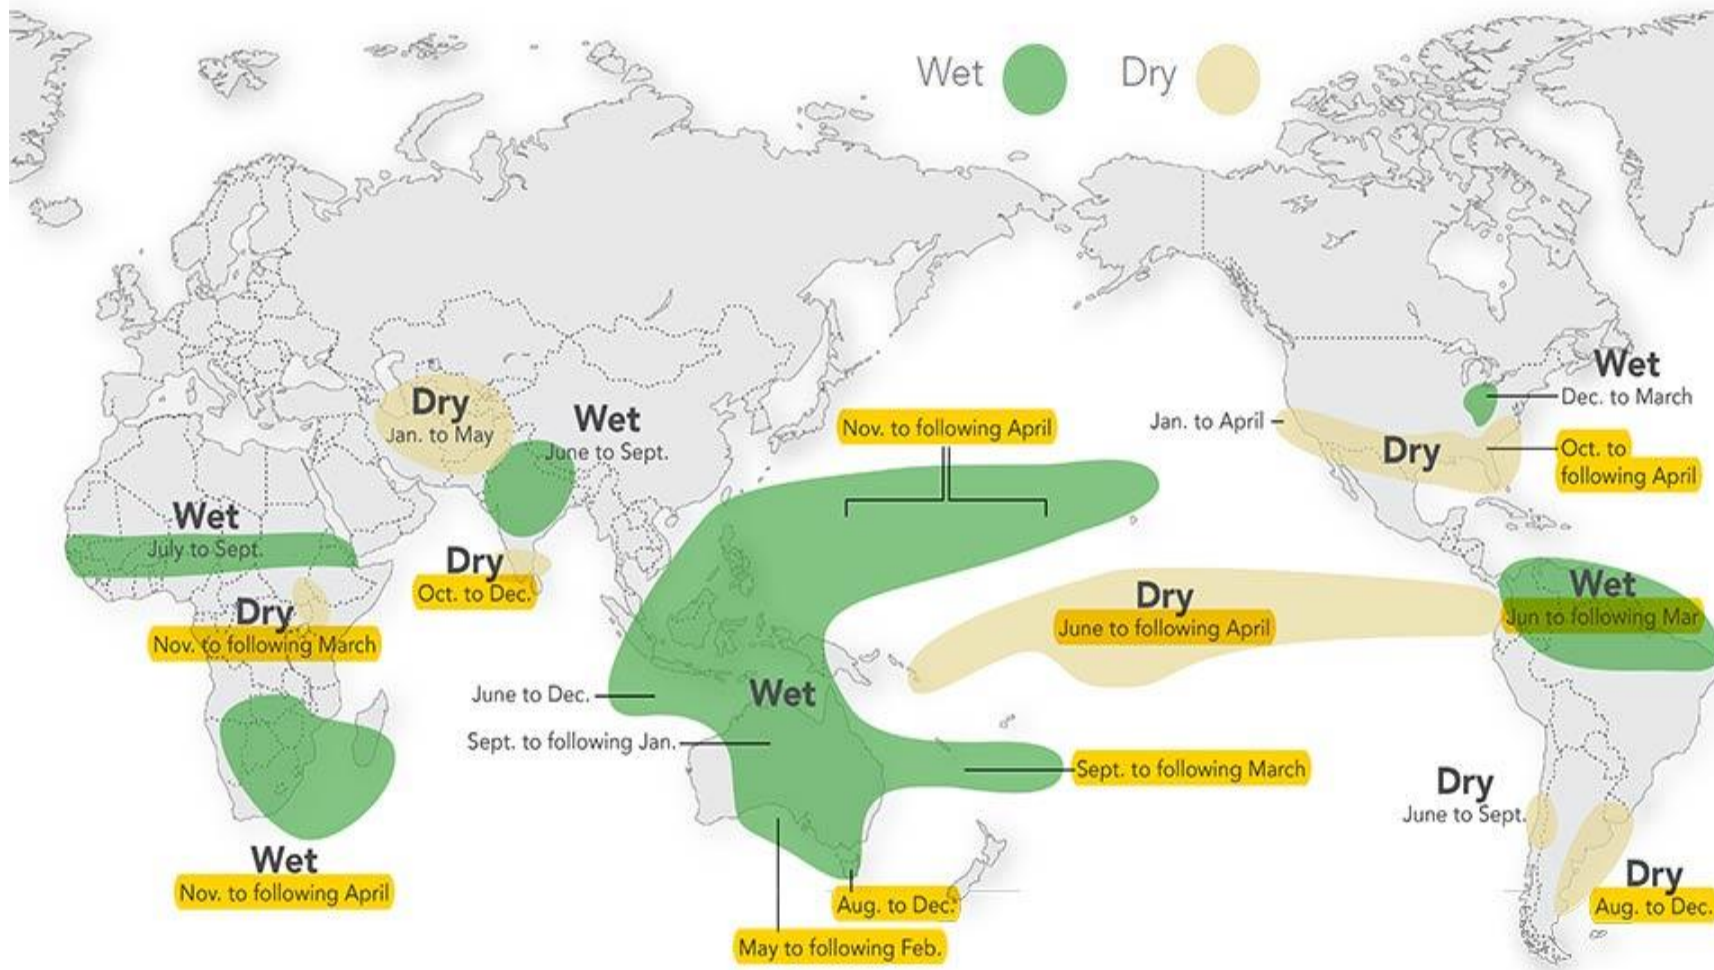 Wet
Dry
Wet
Dec. to March
Dry
Jan. to May
Wet
June to Sept.
Nov. to following April
Jan. to April
Dry
Oct. to
following April
Wet
July to Sept.
Dry
Oct. to Dec.
Dry
Nov. to following March
Dry
June to following April
Wet
Jun to following Mar
June to Dec.
Wet
Sept. to following Jan.
Sept. to following March
Dry
June to Sept.
Wet
Nov. to following April
Aug. to Dec.
May to following Feb.
Dry
Aug. to Dec.